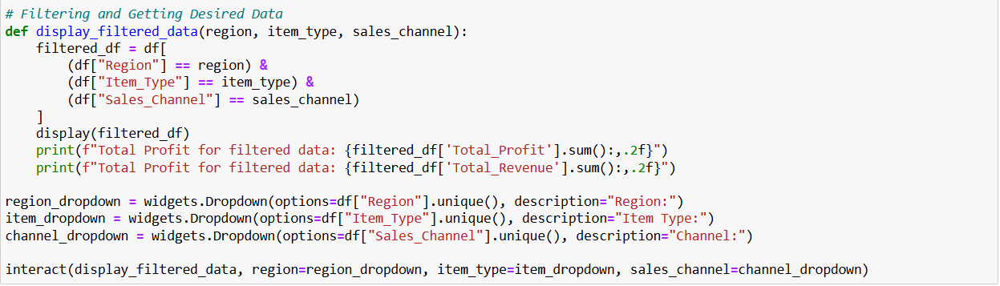 # Filtering and Getting Desired Data
def display_filtered_data(region, item_type, sales_channel):
    filtered_df = df[
        (df["Region"] == region) &
        (df["Item_Type"] == item_type) &
        (df["Sales_Channel"] == sales_channel)
    ]
    display(filtered_df)
    print(f"Total Profit for filtered data: {filtered_df['Total_Profit'].sum():,.2f}")
    print(f"Total Profit for filtered data: {filtered_df['Total_Revenue'].sum():,.2f}")
region_dropdown = widgets.Dropdown(options=df["Region"].unique(), description="Region:")
item_dropdown = widgets.Dropdown(options=df["Item_Type"].unique(), description="Item Type:")
channel_dropdown = widgets.Dropdown(options=df["Sales_Channel"].unique(), description="Channel:")
interact(display_filtered_data, region=region_dropdown, item_type=item_dropdown, sales_channel=channel_dropdown)